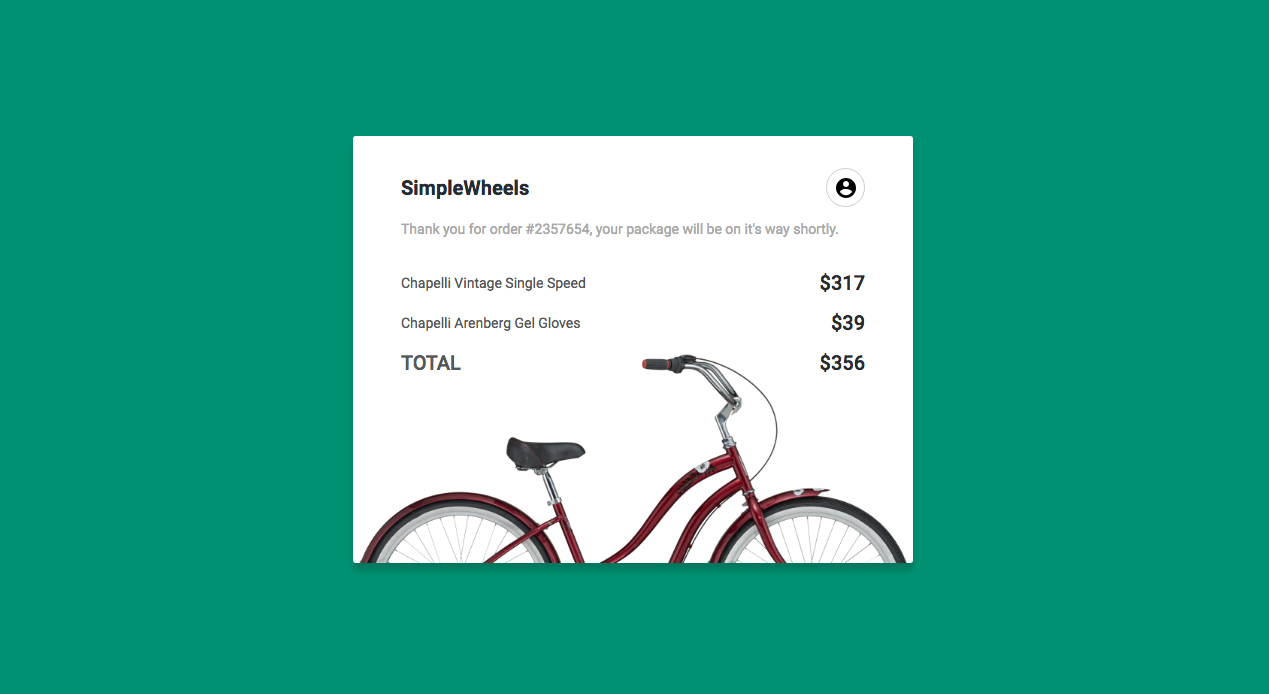 SimpleWheels
Thank you for order #2357654, your package will be on it's way shortly.
Chapelli Vintage Single Speed $317
Chapelli Arenberg Gel Gloves $39
TOTAL $356